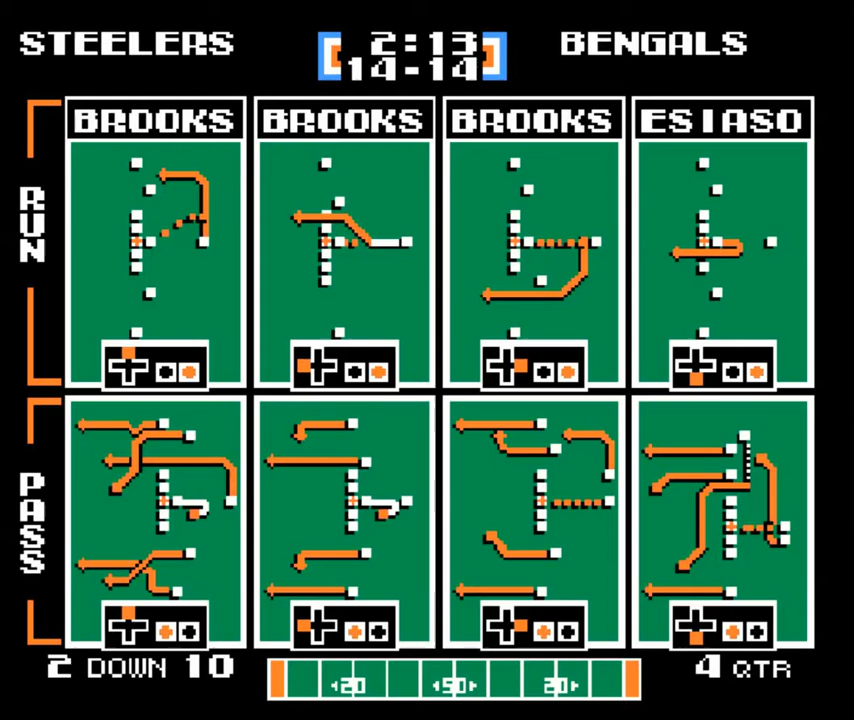 STEELERS 2:13 BENGALS
14-14
BROOKS BROOKS BROOKS ESIASO
RUN
PASS
2 DOWN 10 4 QTR
20 50 20